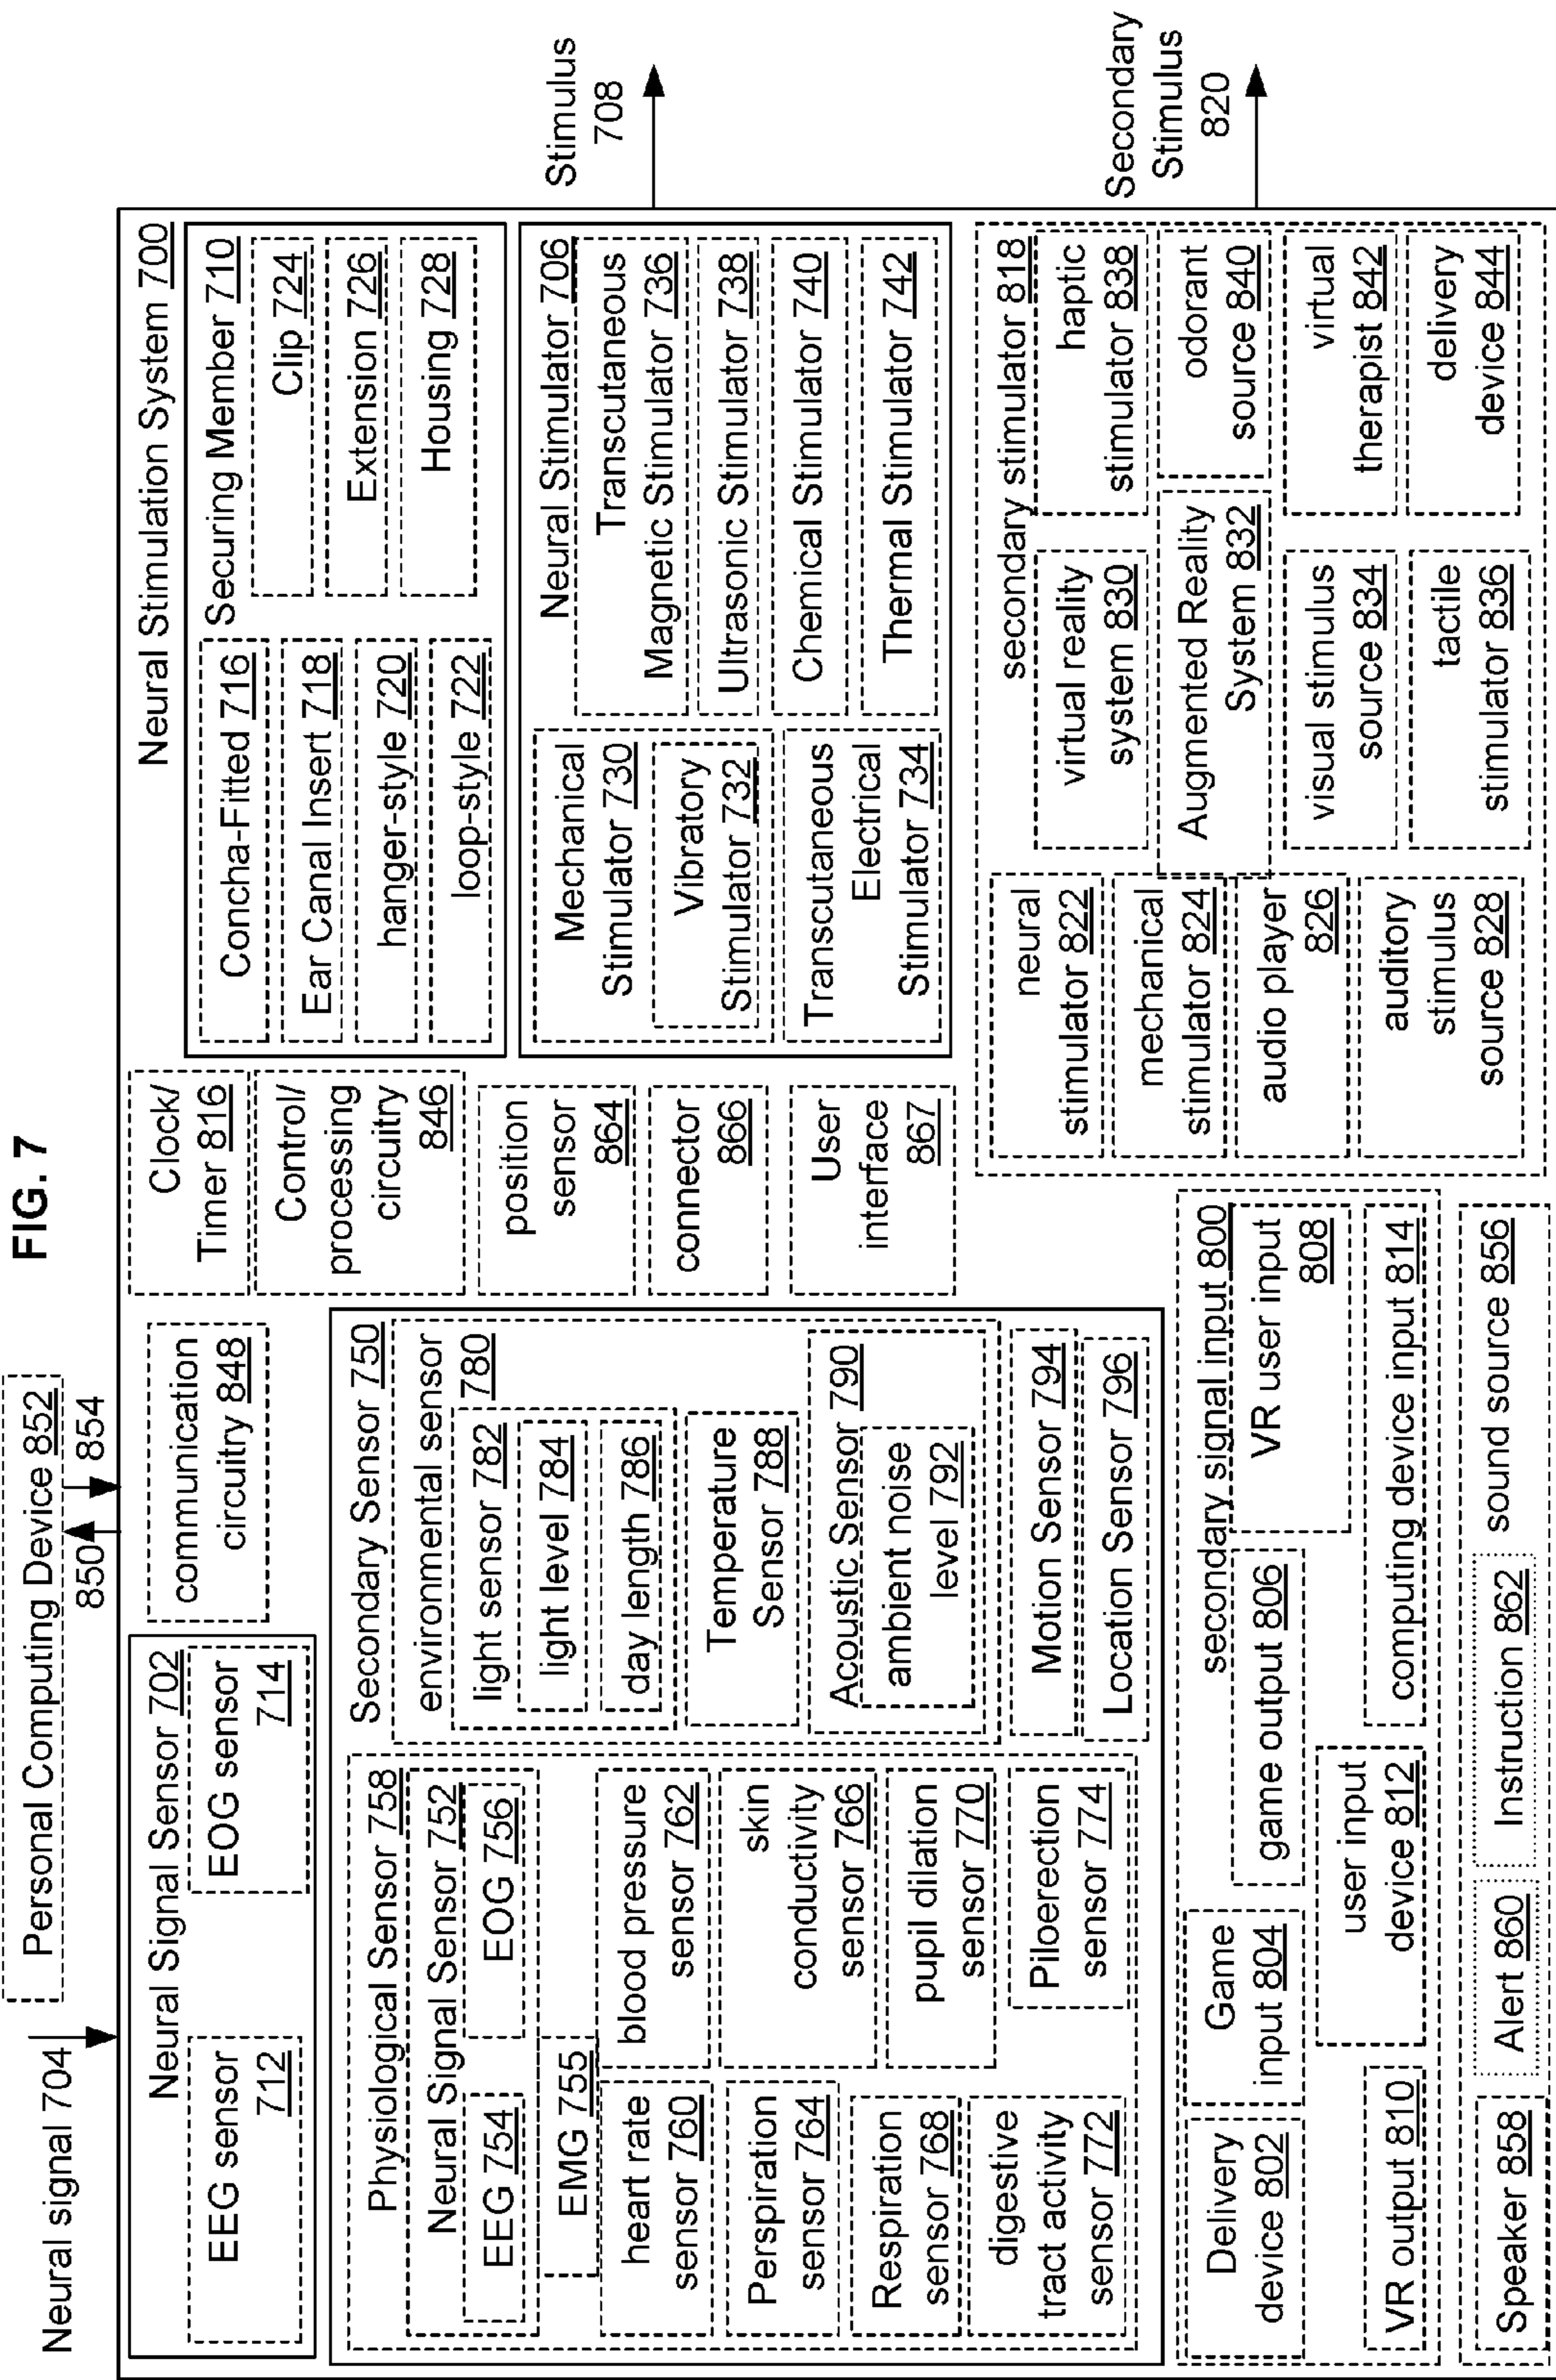 FIG. 7
Neural signal 704
Personal Computing Device 852
850
854
Neural Stimulation System 700
Neural Signal Sensor 702
EEG sensor
712
EOG sensor
714
communication
circuitry 848
Clock/
Timer 816
Control/
processing
circuitry
846
position
sensor
864
connector
866
User
interface
867
Securing Member 710
Concha-Fitted 716
Ear Canal Insert 718
hanger-style 720
loop-style 722
Clip 724
Extension 726
Housing 728
Neural Stimulator 706
Mechanical
Stimulator 730
Vibratory
Stimulator 732
Transcutaneous
Electrical
Stimulator 734
Transcutaneous
Magnetic Stimulator 736
Ultrasonic Stimulator 738
Chemical Stimulator 740
Thermal Stimulator 742
Stimulus
708
Secondary Sensor 750
Physiological Sensor 758
Neural Signal Sensor 752
EEG 754
EOG 756
EMG 755
heart rate
sensor 760
blood pressure
sensor 762
Perspiration
sensor 764
skin
conductivity
sensor 766
Respiration
sensor 768
pupil dilation
sensor 770
digestive
tract activity
sensor 772
Piloerection
sensor 774
environmental sensor
780
light sensor 782
light level 784
day length 786
Temperature
Sensor 788
Acoustic Sensor 790
ambient noise
level 792
Motion Sensor 794
Location Sensor 796
secondary signal input 800
Delivery
device 802
Game
input 804
game output 806
VR user input
808
VR output 810
user input
device 812
computing device input 814
secondary stimulator 818
neural
stimulator 822
mechanical
stimulator 824
audio player
826
auditory
stimulus
source 828
virtual reality
system 830
Augmented Reality
System 832
visual stimulus
source 834
tactile
stimulator 836
haptic
stimulator 838
odorant
source 840
virtual
therapist 842
delivery
device 844
Secondary
Stimulus
820
Speaker 858
Alert 860
Instruction 862
sound source 856